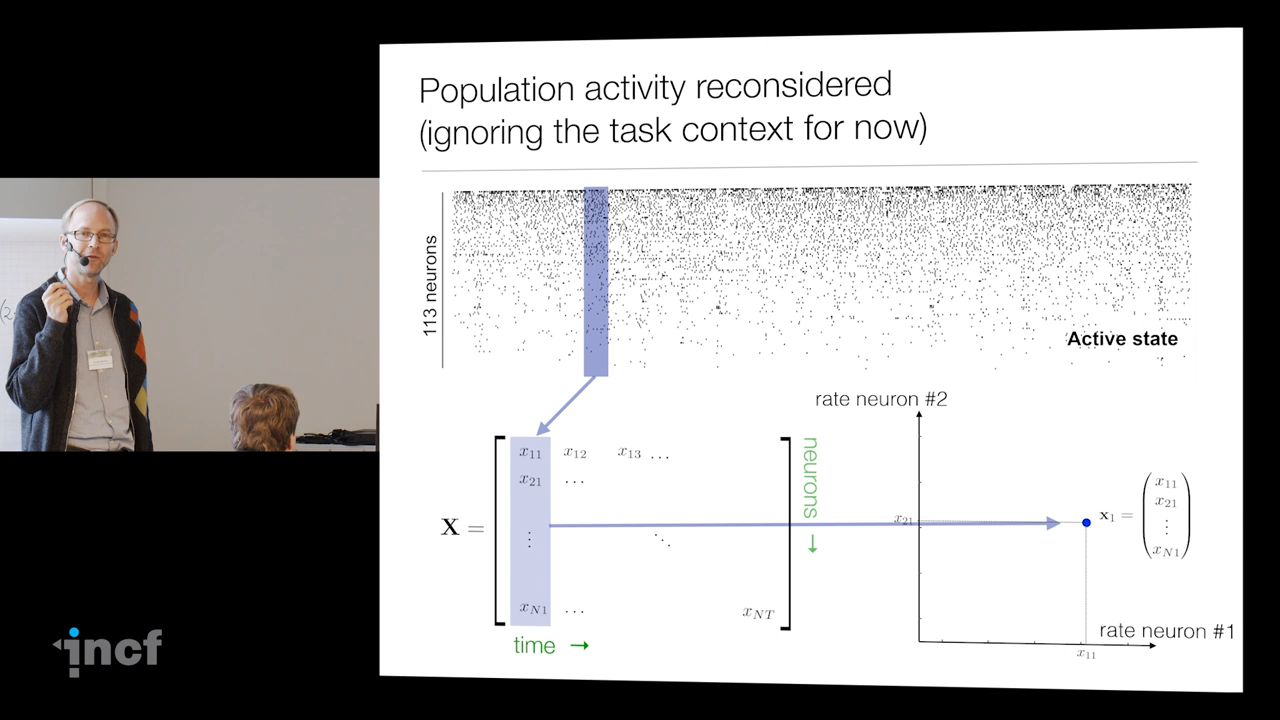 Population activity reconsidered
(ignoring the task context for now)
113 neurons
Active state
X =
x11 x12 x13 ...
x21 ...
⋮ ⋱
xN1 ... xNT
neurons →
time →
rate neuron #2
x21
x1 =
x11
x21
⋮
xN1
rate neuron #1
x11
incf